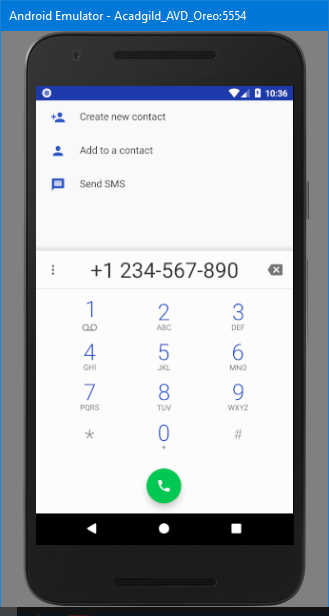 Android Emulator - Acadgild_AVD_Oreo:5554
10:36
Create new contact
Add to a contact
Send SMS
+1 234-567-890
1 2 3
ABC DEF
4 5 6
GHI JKL MNO
7 8 9
PQRS TUV WXYZ
* 0 #
+